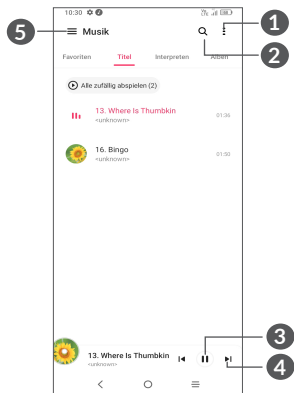 10:30
Musik
1
2
5
Favoriten Titel Interpreten Alben
Alle zufällig abspielen (2)
13. Where Is Thumbkin
<unknown>
01:36
16. Bingo
<unknown>
01:50
3
13. Where Is Thumbkin
<unknown>
4